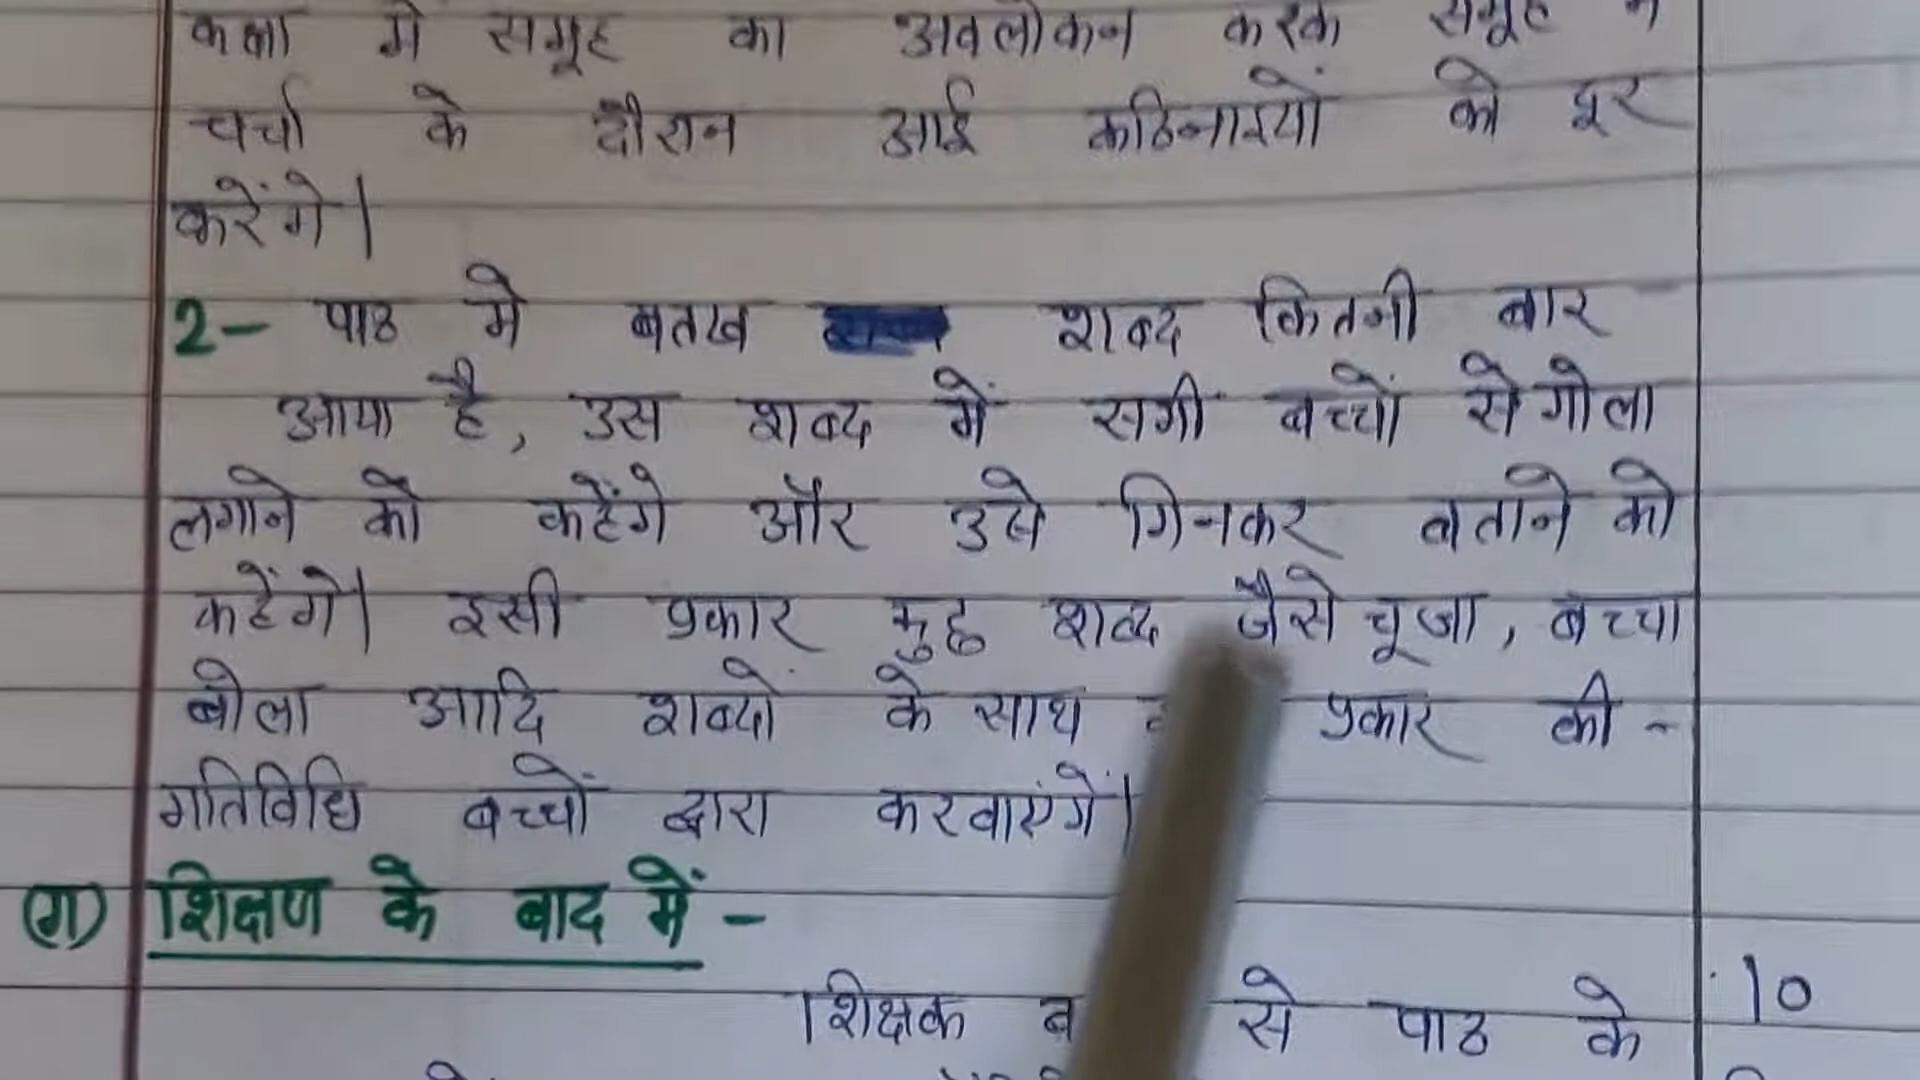 कक्षा में समूह का अवलोकन करके समूह में
चर्चा के दौरान आई कठिनाइयों को दूर
करेंगे।
2- पाठ मे बतख शब्द कितनी बार
आया है, उस शब्द में सभी बच्चों से गोला
लगाने को कहेंगे और उसे गिनकर बताने को
कहेंगे। इसी प्रकार कुछ शब्द जैसे चूजा, बच्चा
बोला आदि शब्दों के साथ प्रकार की -
गतिविधि बच्चों द्वारा करवाएंगें।
(ग) शिक्षण के बाद में -
शिक्षक से पाठ के 10